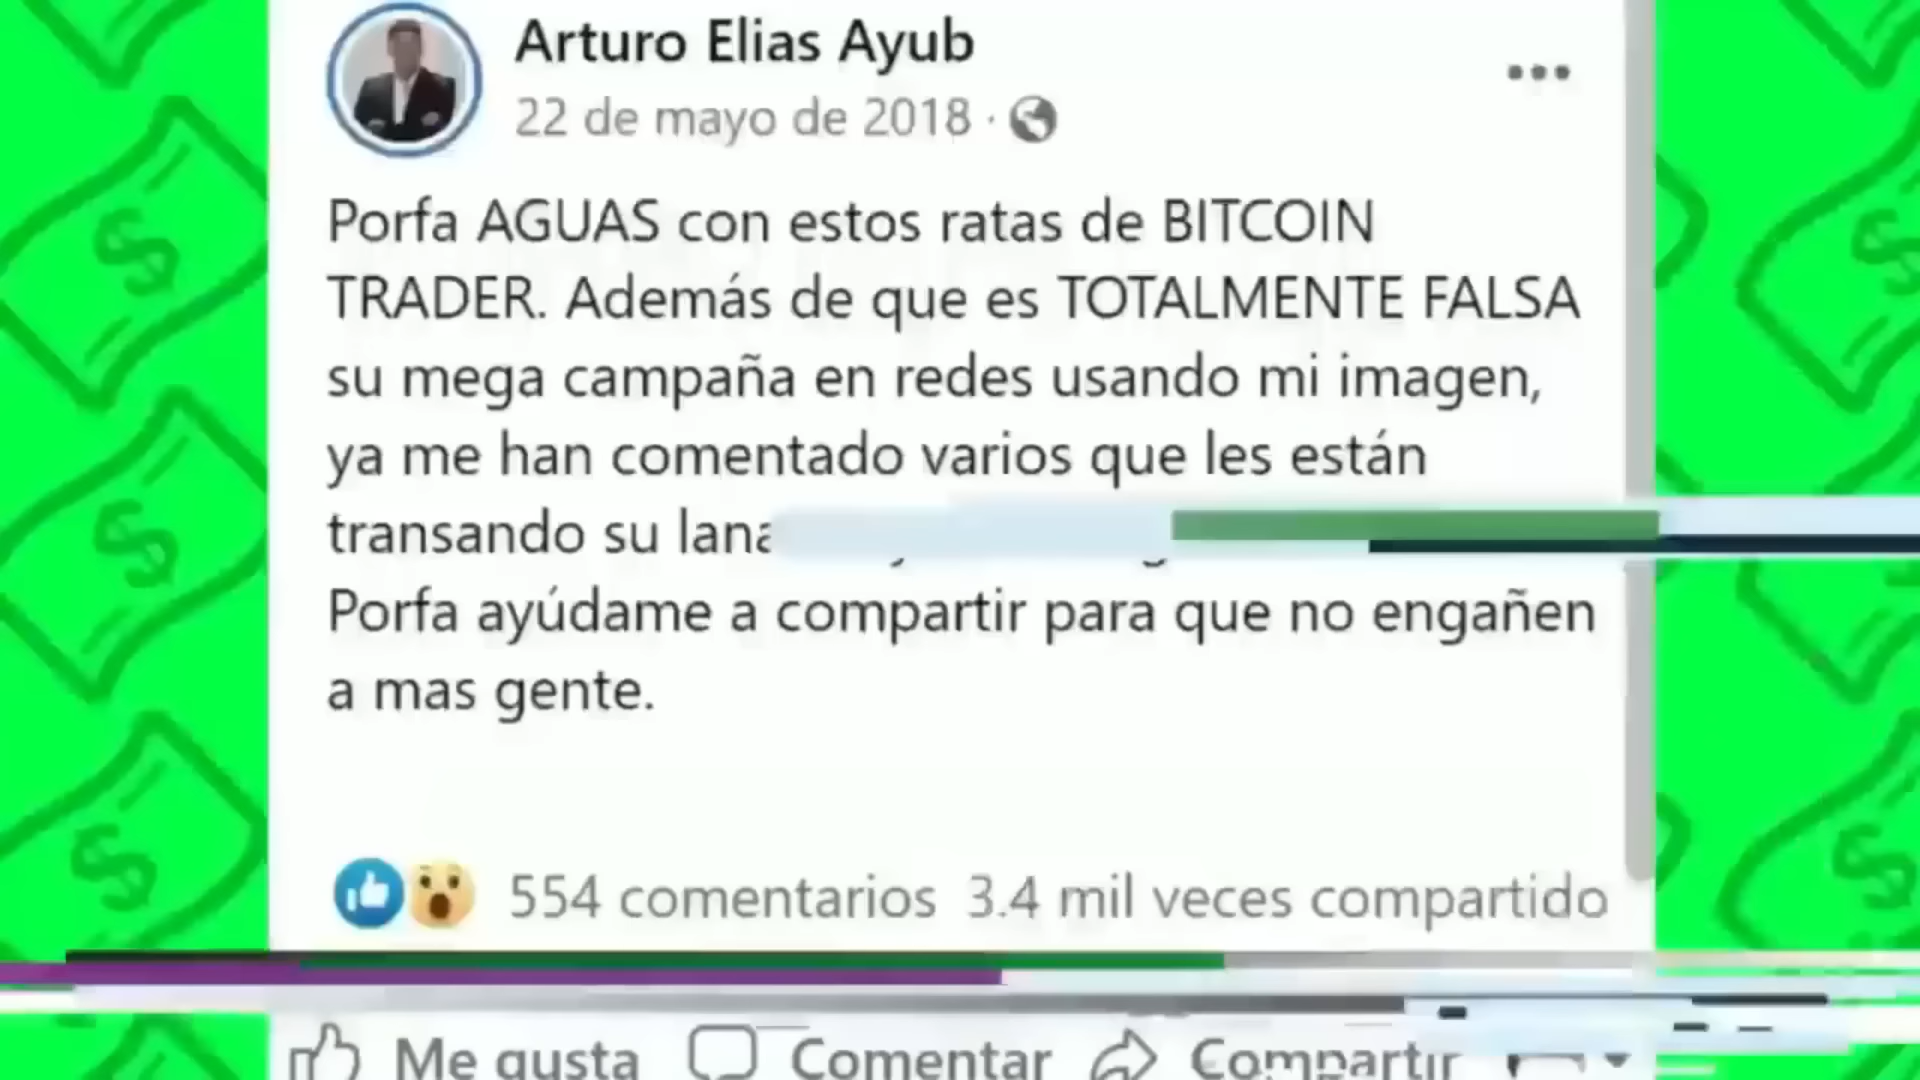 Arturo Elias Ayub
22 de mayo de 2018 ·
Porfa AGUAS con estos ratas de BITCOIN
TRADER. Además de que es TOTALMENTE FALSA
su mega campaña en redes usando mi imagen,
ya me han comentado varios que les están
transando su lana
Porfa ayúdame a compartir para que no engañen
a mas gente.
554 comentarios 3.4 mil veces compartido
Me gusta Comentar Compartir